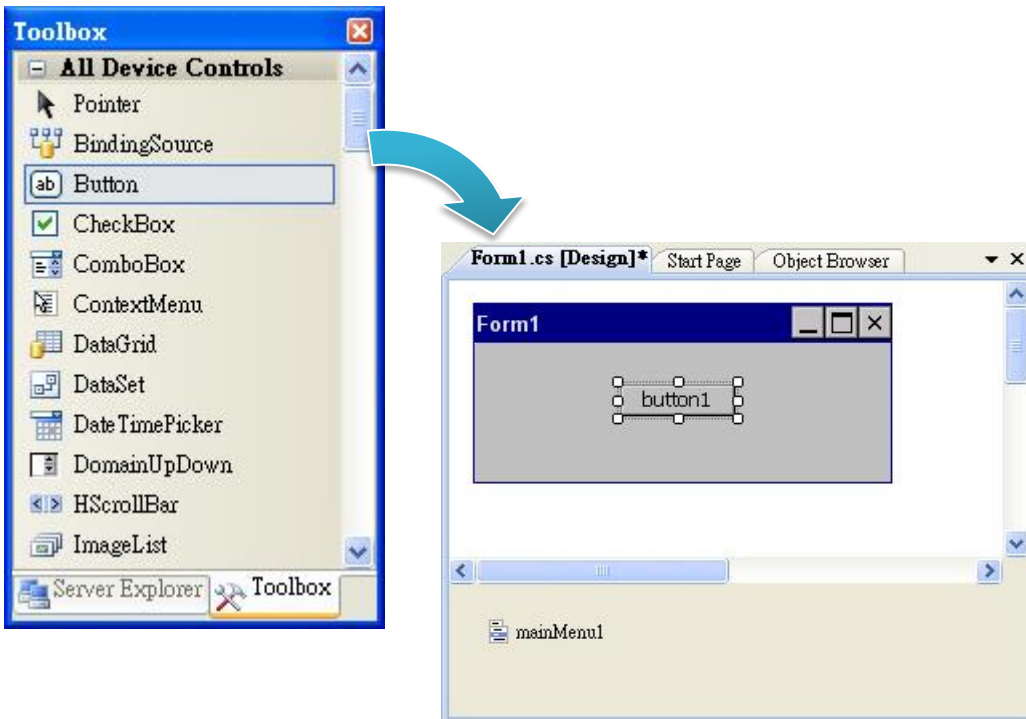 Toolbox
All Device Controls
Pointer
BindingSource
ab Button
CheckBox
ComboBox
ContextMenu
DataGrid
DataSet
DateTimePicker
DomainUpDown
HScrollBar
ImageList
Server Explorer Toolbox
Form1.cs [Design]* Start Page Object Browser
Form1
button1
mainMenu1